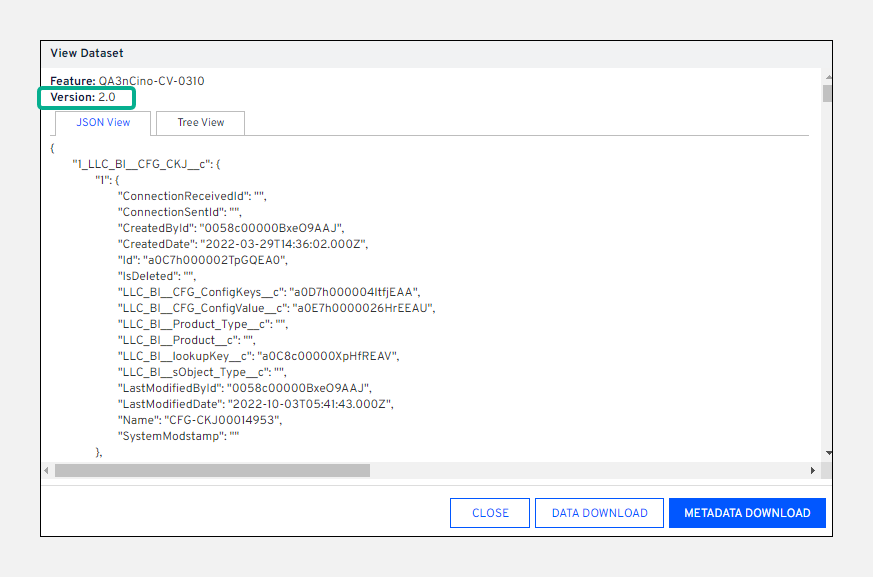 View Dataset
Feature: QA3nCino-CV-0310
Version: 2.0
JSON View Tree View
{
"1_LLC_BI__CFG_CKJ__c": {
"1": {
"ConnectionReceivedId": "",
"ConnectionSentId": "",
"CreatedById": "0058c00000BxeO9AAJ",
"CreatedDate": "2022-03-29T14:36:02.000Z",
"Id": "a0C7h000002TpGQEA0",
"IsDeleted": "",
"LLC_BI__CFG_ConfigKeys__c": "a0D7h000004ltfjEAA",
"LLC_BI__CFG_ConfigValue__c": "a0E7h0000026HrEEAU",
"LLC_BI__Product_Type__c": "",
"LLC_BI__Product__c": "",
"LLC_BI__lookupKey__c": "a0C8c00000XpHfREAV",
"LLC_BI__sObject_Type__c": "",
"LastModifiedById": "0058c00000BxeO9AAJ",
"LastModifiedDate": "2022-10-03T05:41:43.000Z",
"Name": "CFG-CKJ00014953",
"SystemModstamp": ""
},
CLOSE DATA DOWNLOAD METADATA DOWNLOAD